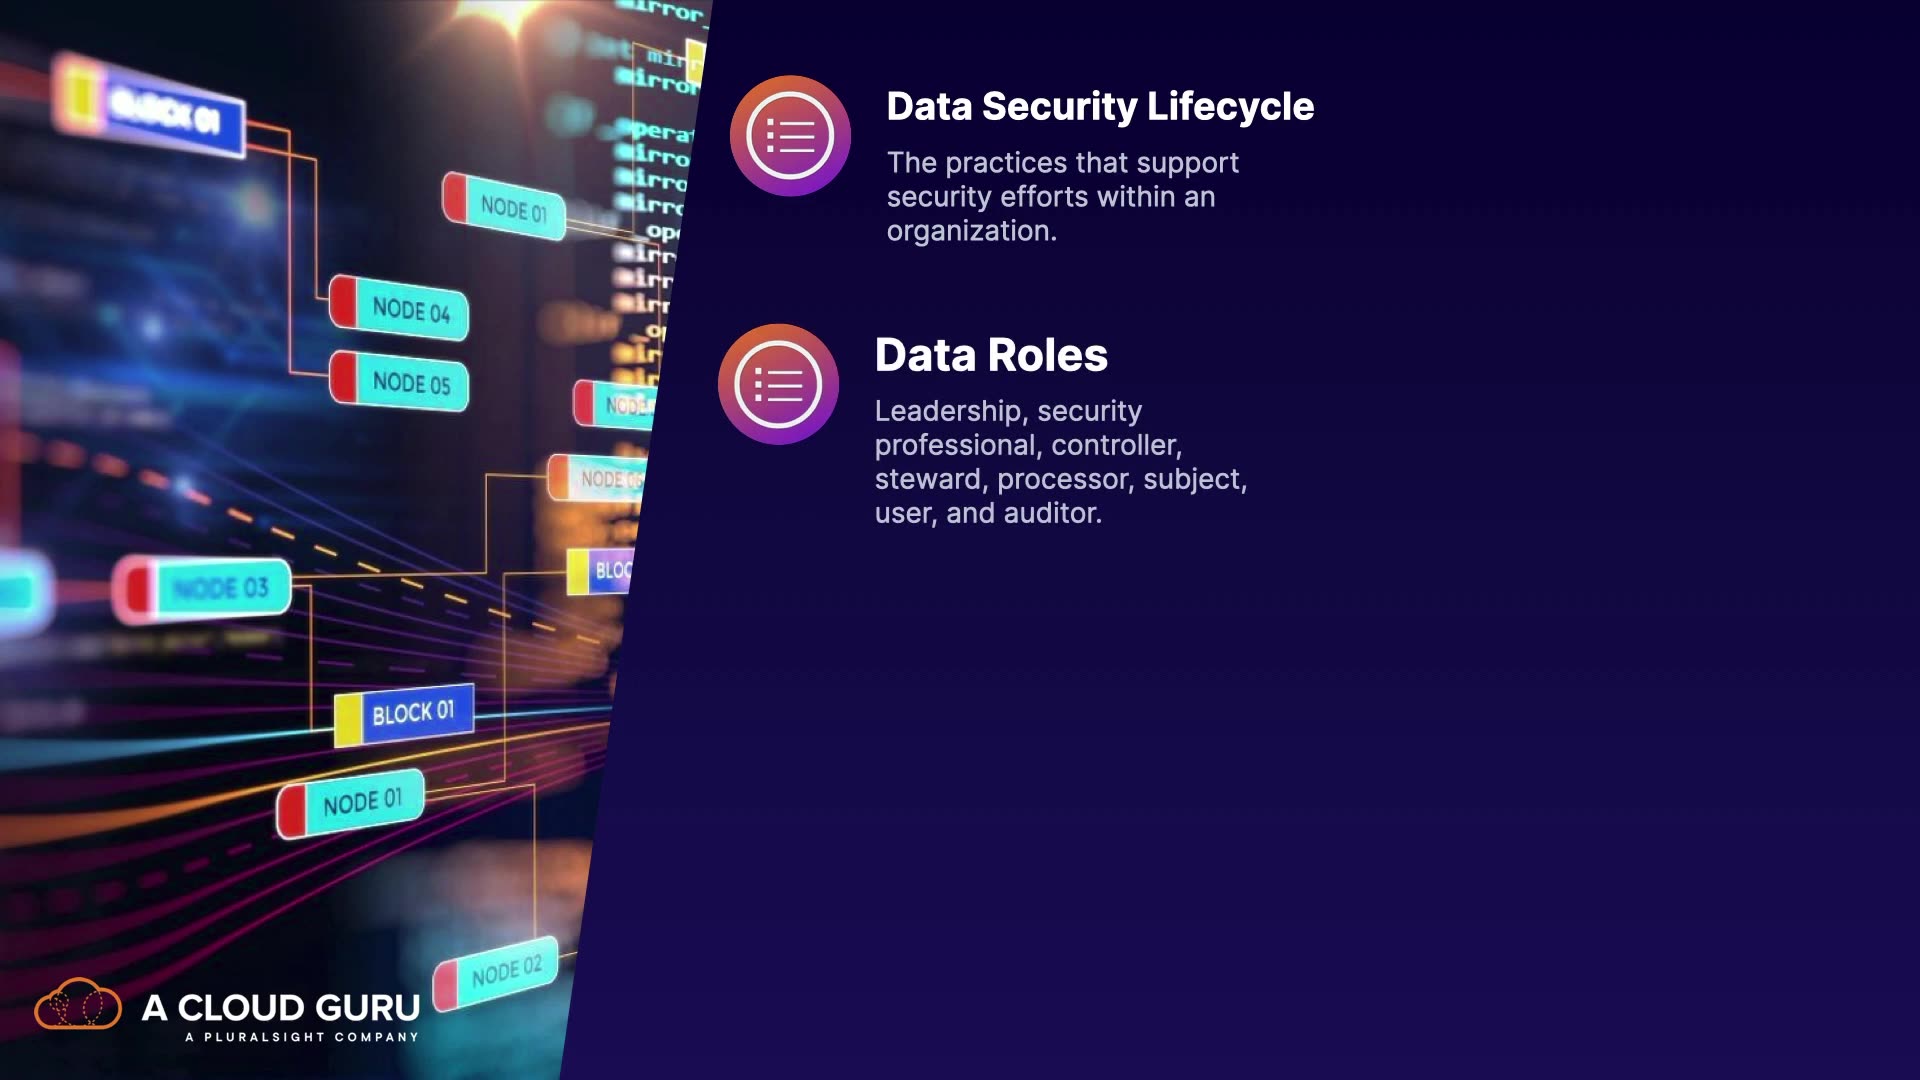 Data Security Lifecycle
The practices that support
security efforts within an
organization.
Data Roles
Leadership, security
professional, controller,
steward, processor, subject,
user, and auditor.
NODE 01
NODE 04
NODE 05
NODE 03
BLOCK 01
NODE 01
NODE 02
A CLOUD GURU
A PLURALSIGHT COMPANY